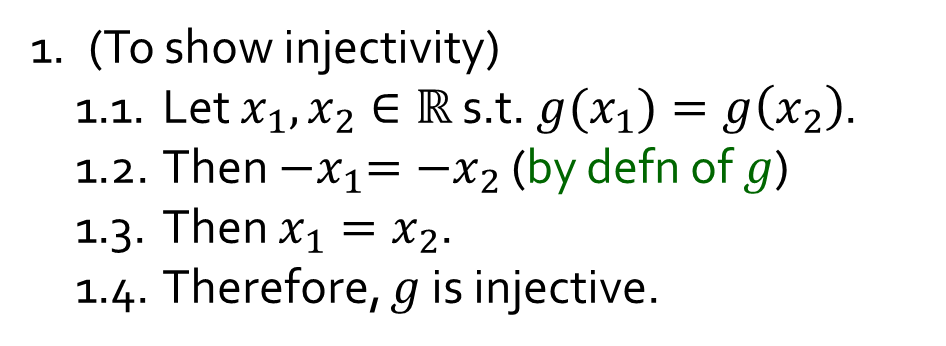 1. (To show injectivity)
1.1. Let x₁, x₂ ∈ ℝ s.t. g(x₁) = g(x₂).
1.2. Then −x₁= −x₂ (by defn of g)
1.3. Then x₁ = x₂.
1.4. Therefore, g is injective.